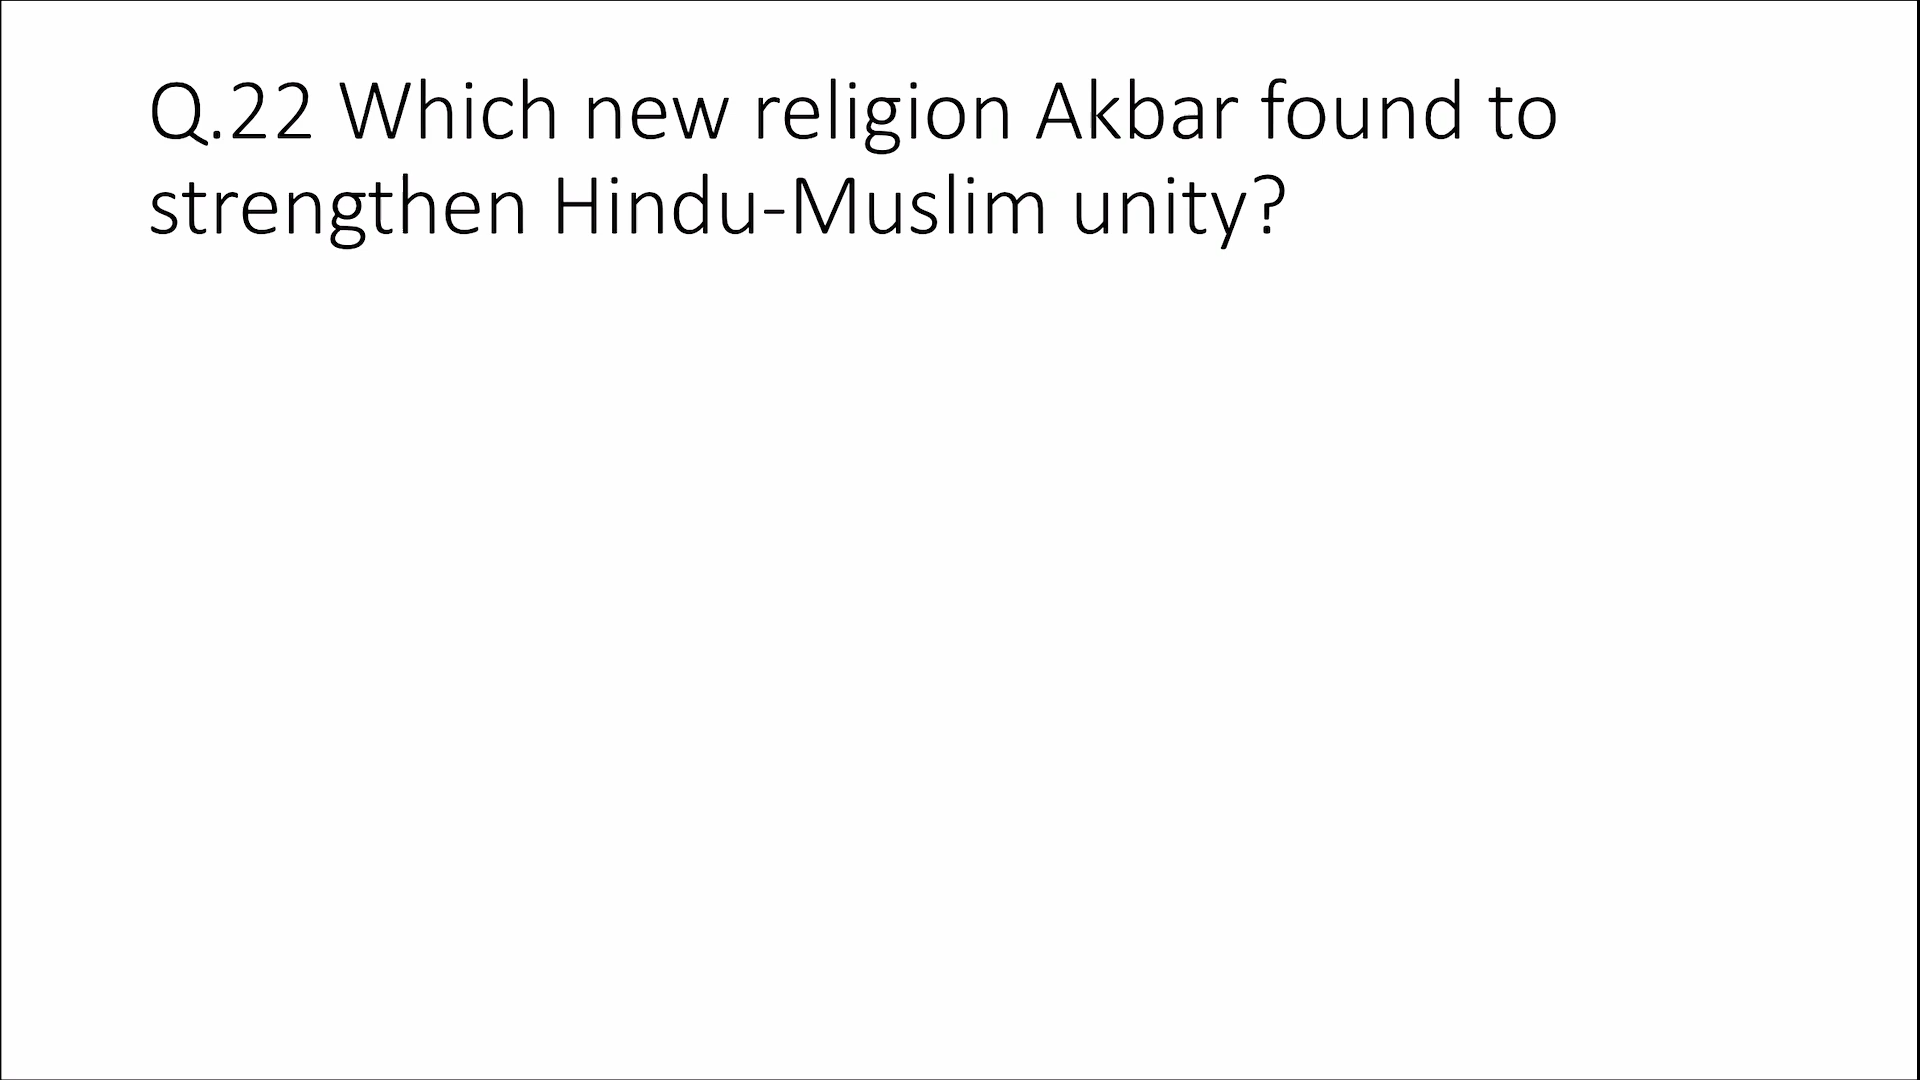 Q.22 Which new religion Akbar found to
strengthen Hindu-Muslim unity?